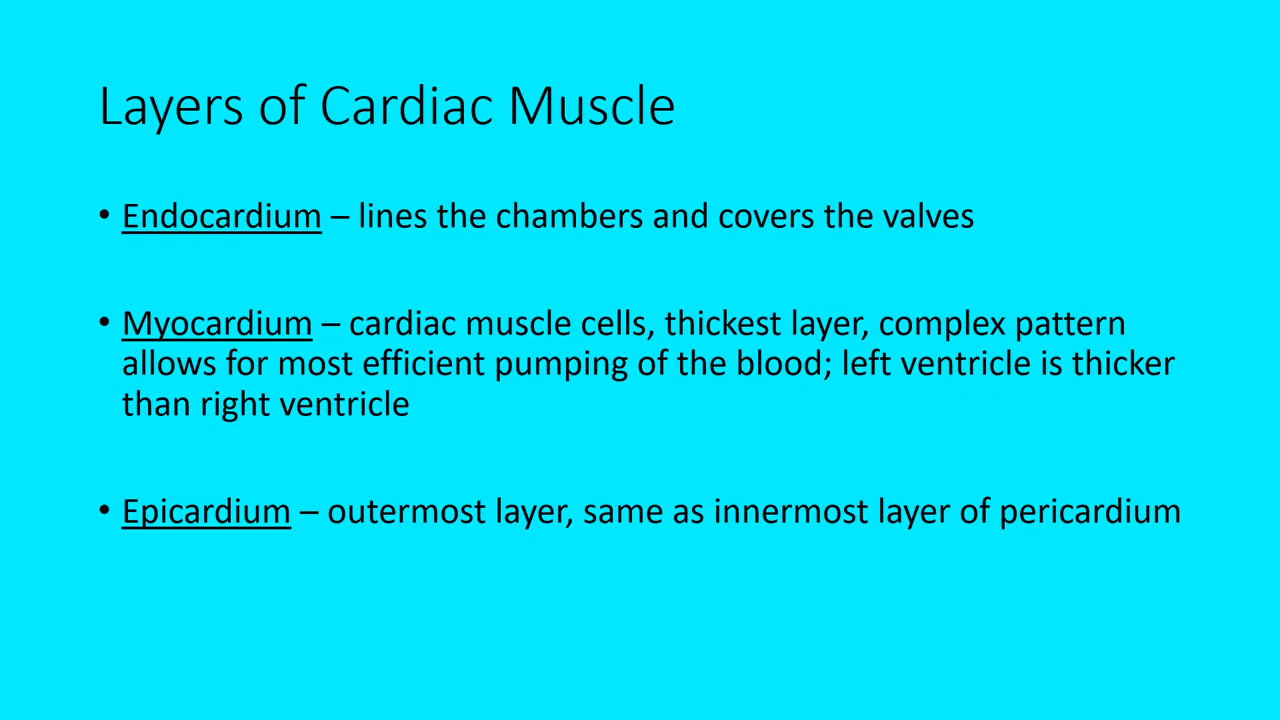 Layers of Cardiac Muscle
• Endocardium – lines the chambers and covers the valves
• Myocardium – cardiac muscle cells, thickest layer, complex pattern
allows for most efficient pumping of the blood; left ventricle is thicker
than right ventricle
• Epicardium – outermost layer, same as innermost layer of pericardium